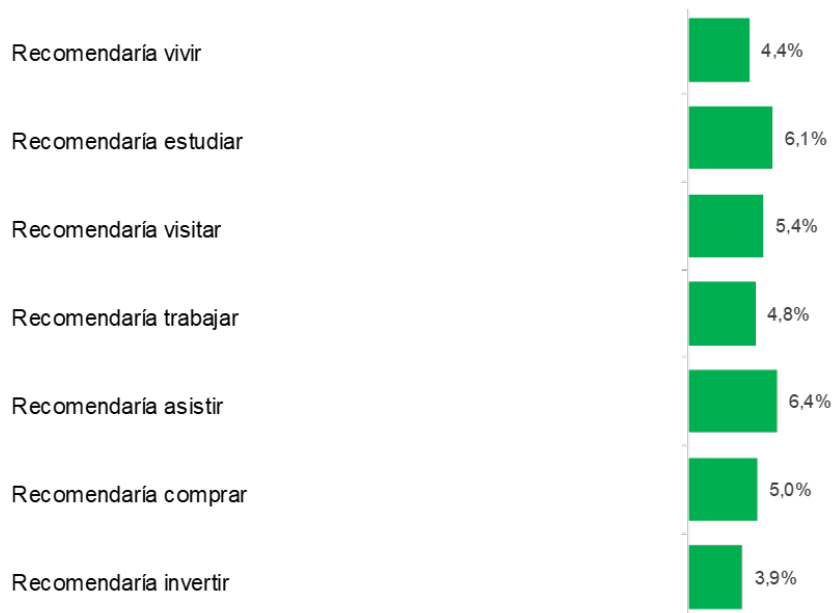 Recomendaría vivir 4,4%
Recomendaría estudiar 6,1%
Recomendaría visitar 5,4%
Recomendaría trabajar 4,8%
Recomendaría asistir 6,4%
Recomendaría comprar 5,0%
Recomendaría invertir 3,9%